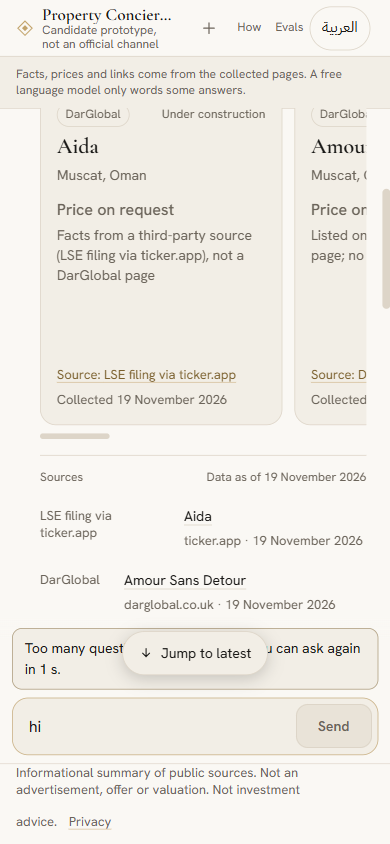 Property Concier...
Candidate prototype,
not an official channel
+
How
Evals
العربية
Facts, prices and links come from the collected pages. A free
language model only words some answers.
DarGlobal
Under construction
Aida
Muscat, Oman
Price on request
Facts from a third-party source
(LSE filing via ticker.app), not a
DarGlobal page
Source: LSE filing via ticker.app
Collected 19 November 2026
Amou
Muscat,
Price or
Listed on
page; no
Source: D
Collected
Sources
Data as of 19 November 2026
LSE filing via
ticker.app
Aida
ticker.app · 19 November 2026
DarGlobal
Amour Sans Detour
darglobal.co.uk · 19 November 2026
Too many quest
u can ask again
in 1 s.
↓ Jump to latest
hi
Send
Informational summary of public sources. Not an
advertisement, offer or valuation. Not investment
advice. Privacy